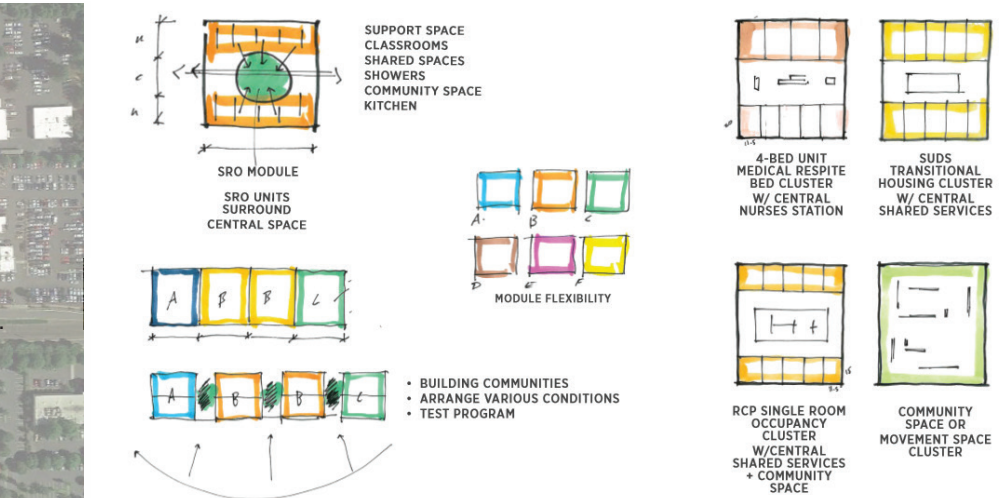 SUPPORT SPACE
CLASSROOMS
SHARED SPACES
SHOWERS
COMMUNITY SPACE
KITCHEN
SRO MODULE
SRO UNITS
SURROUND
CENTRAL SPACE
A B B C
A B B C
• BUILDING COMMUNITIES
• ARRANGE VARIOUS CONDITIONS
• TEST PROGRAM
A. B C
D E F
MODULE FLEXIBILITY
4-BED UNIT
MEDICAL RESPITE
BED CLUSTER
W/ CENTRAL
NURSES STATION
SUDS
TRANSITIONAL
HOUSING CLUSTER
W/ CENTRAL
SHARED SERVICES
RCP SINGLE ROOM
OCCUPANCY
CLUSTER
W/CENTRAL
SHARED SERVICES
+ COMMUNITY
SPACE
COMMUNITY
SPACE OR
MOVEMENT SPACE
CLUSTER